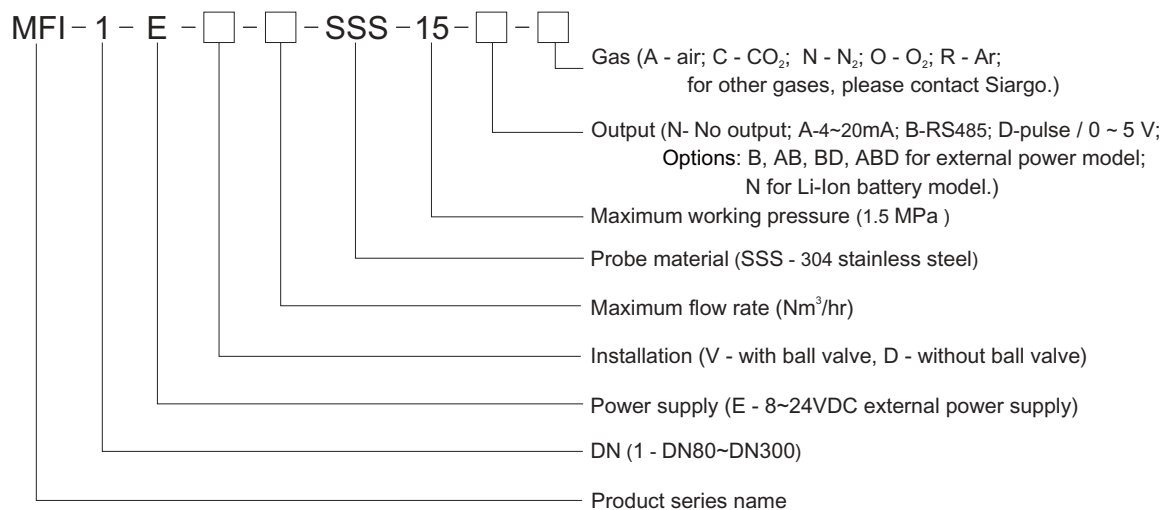 MFI - 1 - E - □ - □ - SSS - 15 - □ - □
Gas (A - air; C - CO₂; N - N₂; O - O₂; R - Ar;
for other gases, please contact Siargo.)
Output (N- No output; A-4~20mA; B-RS485; D-pulse / 0 ~ 5 V;
Options: B, AB, BD, ABD for external power model;
N for Li-Ion battery model.)
Maximum working pressure (1.5 MPa )
Probe material (SSS - 304 stainless steel)
Maximum flow rate (Nm³/hr)
Installation (V - with ball valve, D - without ball valve)
Power supply (E - 8~24VDC external power supply)
DN (1 - DN80~DN300)
Product series name